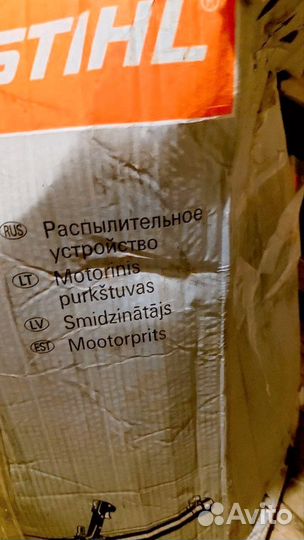 STIHL
RUS Распылительное
устройство
LT Motorinis
purkštuvas
LV Smidzinātājs
EST Mootorprits
Avito